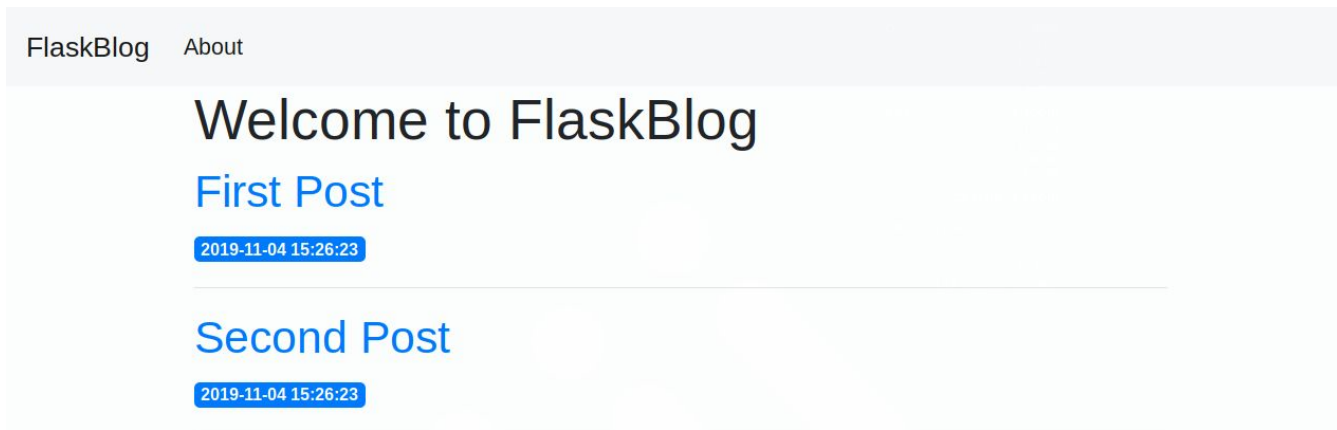 FlaskBlog About
Welcome to FlaskBlog
First Post
2019-11-04 15:26:23
Second Post
2019-11-04 15:26:23